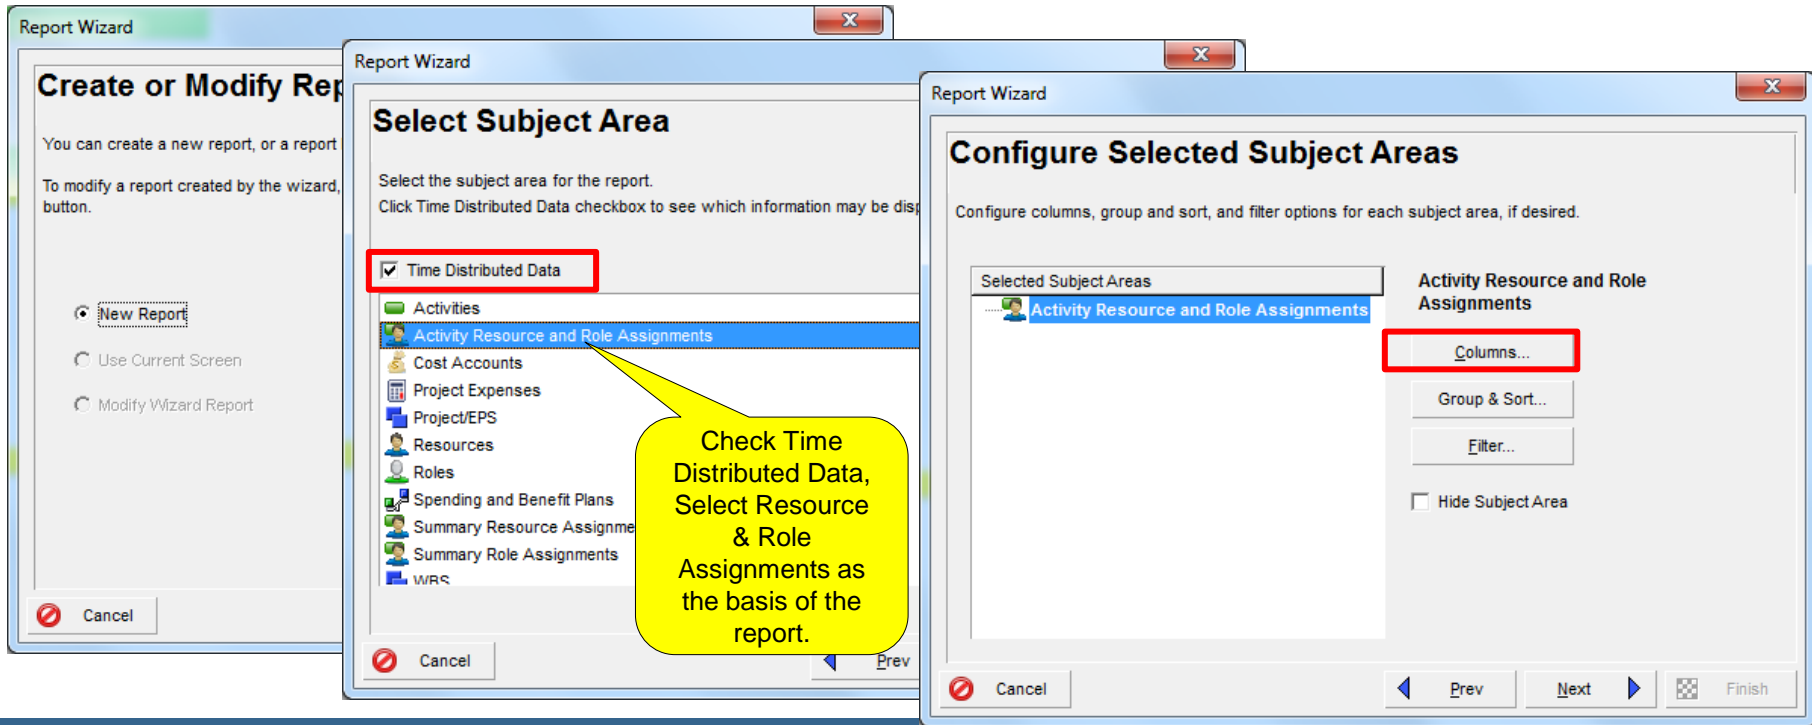 Report Wizard
Create or Modify Rep
You can create a new report, or a report
To modify a report created by the wizard,
button.
New Report
Use Current Screen
Modify Wizard Report
Cancel
Report Wizard
Select Subject Area
Select the subject area for the report.
Click Time Distributed Data checkbox to see which information may be disp
Time Distributed Data
Activities
Activity Resource and Role Assignments
Cost Accounts
Project Expenses
Project/EPS
Resources
Roles
Spending and Benefit Plans
Summary Resource Assignme
Summary Role Assignments
WBS
Check Time
Distributed Data,
Select Resource
& Role
Assignments as
the basis of the
report.
Cancel
Prev
Report Wizard
Configure Selected Subject Areas
Configure columns, group and sort, and filter options for each subject area, if desired.
Selected Subject Areas
Activity Resource and Role Assignments
Activity Resource and Role
Assignments
Columns...
Group & Sort...
Filter...
Hide Subject Area
Cancel
Prev
Next
Finish